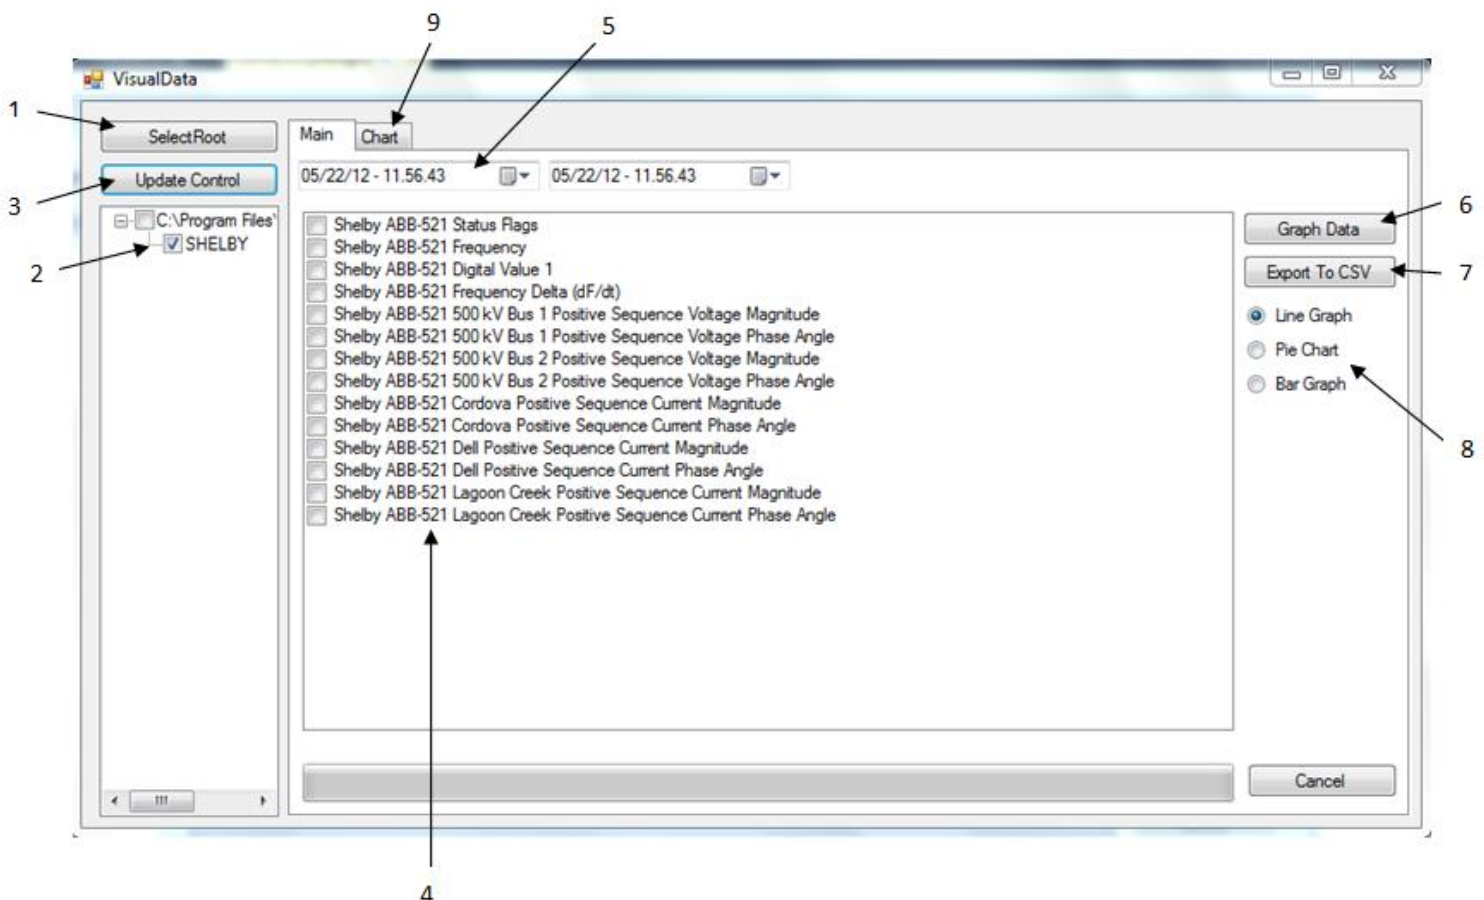 9
5
VisualData
1
SelectRoot
Main
Chart
3
Update Control
05/22/12 - 11.56.43
05/22/12 - 11.56.43
C:\Program Files
2
SHELBY
Shelby ABB-521 Status Flags
Shelby ABB-521 Frequency
Shelby ABB-521 Digital Value 1
Shelby ABB-521 Frequency Delta (dF/dt)
Shelby ABB-521 500 kV Bus 1 Positive Sequence Voltage Magnitude
Shelby ABB-521 500 kV Bus 1 Positive Sequence Voltage Phase Angle
Shelby ABB-521 500 kV Bus 2 Positive Sequence Voltage Magnitude
Shelby ABB-521 500 kV Bus 2 Positive Sequence Voltage Phase Angle
Shelby ABB-521 Cordova Positive Sequence Current Magnitude
Shelby ABB-521 Cordova Positive Sequence Current Phase Angle
Shelby ABB-521 Dell Positive Sequence Current Magnitude
Shelby ABB-521 Dell Positive Sequence Current Phase Angle
Shelby ABB-521 Lagoon Creek Positive Sequence Current Magnitude
Shelby ABB-521 Lagoon Creek Positive Sequence Current Phase Angle
6
Graph Data
7
Export To CSV
Line Graph
Pie Chart
Bar Graph
8
Cancel
4